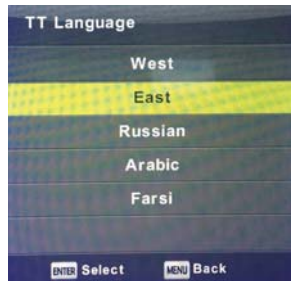 TT Language
West
East
Russian
Arabic
Farsi
ENTER Select MENU Back